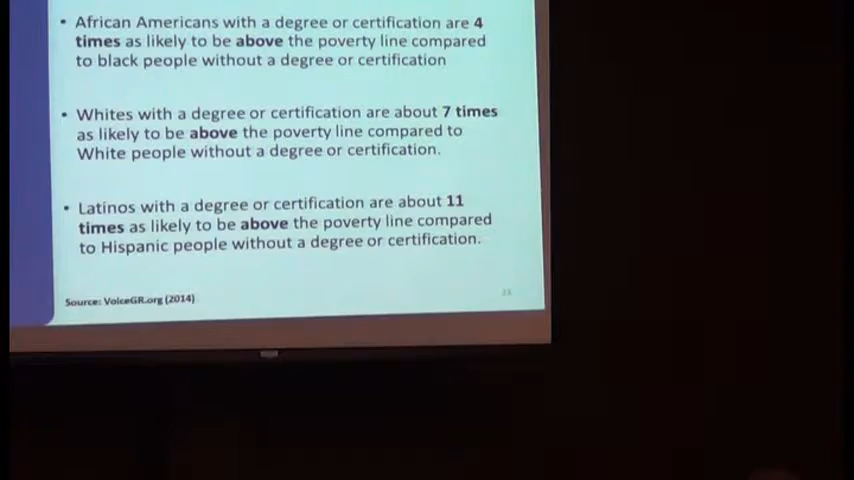 • African Americans with a degree or certification are 4
times as likely to be above the poverty line compared
to black people without a degree or certification
• Whites with a degree or certification are about 7 times
as likely to be above the poverty line compared to
White people without a degree or certification.
• Latinos with a degree or certification are about 11
times as likely to be above the poverty line compared
to Hispanic people without a degree or certification.
Source: VoiceGR.org (2014)